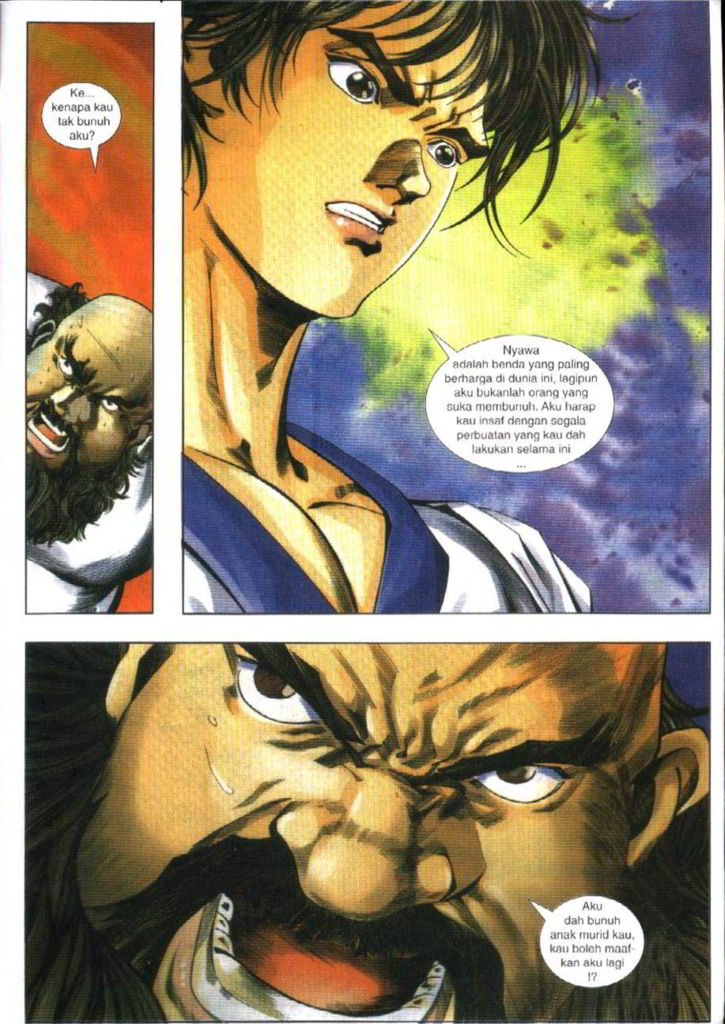 Ke...
kenapa kau
tak bunuh
aku?
Nyawa
adalah benda yang paling
berharga di dunia ini, lagipun
aku bukanlah orang yang
suka membunuh. Aku harap
kau insaf dengan segala
perbuatan yang kau dah
lakukan selama ini
...
Aku
dah bunuh
anak murid kau,
kau boleh maaf-
kan aku lagi
!?